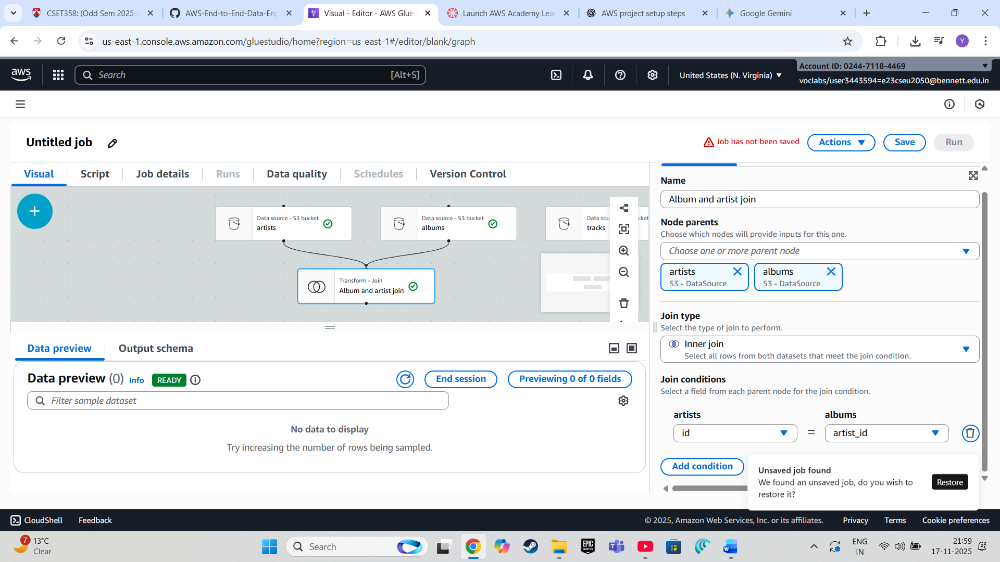 CSET358: (Odd Sem 2025-2
AWS-End-to-End-Data-Eng
Visual - Editor - AWS Glue S
Launch AWS Academy Lear
AWS project setup steps
Google Gemini
us-east-1.console.aws.amazon.com/gluestudio/home?region=us-east-1#/editor/blank/graph
Y
aws
Search
[Alt+S]
United States (N. Virginia)
Account ID: 0244-7118-4469
voclabs/user3443594=e23cseu2050@bennett.edu.in
Untitled job
Job has not been saved
Actions
Save
Run
Visual
Script
Job details
Runs
Data quality
Schedules
Version Control
Data source - S3 bucket
artists
Data source - S3 bucket
albums
Data sou
cket
tracks
Transform - Join
Album and artist join
Name
Album and artist join
Node parents
Choose which nodes will provide inputs for this one.
Choose one or more parent node
artists
S3 - DataSource
albums
S3 - DataSource
Join type
Select the type of join to perform.
Inner join
Select all rows from both datasets that meet the join condition.
Join conditions
Select a field from each parent node for the join condition.
artists
albums
id
=
artist_id
Add condition
Data preview
Output schema
Data preview (0) Info READY
End session
Previewing 0 of 0 fields
Filter sample dataset
No data to display
Try increasing the number of rows being sampled.
Unsaved job found
We found an unsaved job, do you wish to
restore it?
Restore
CloudShell
Feedback
© 2025, Amazon Web Services, Inc. or its affiliates.
Privacy
Terms
Cookie preferences
7
13°C
Clear
Search
EPIC
GAMES
ENG
IN
21:59
17-11-2025